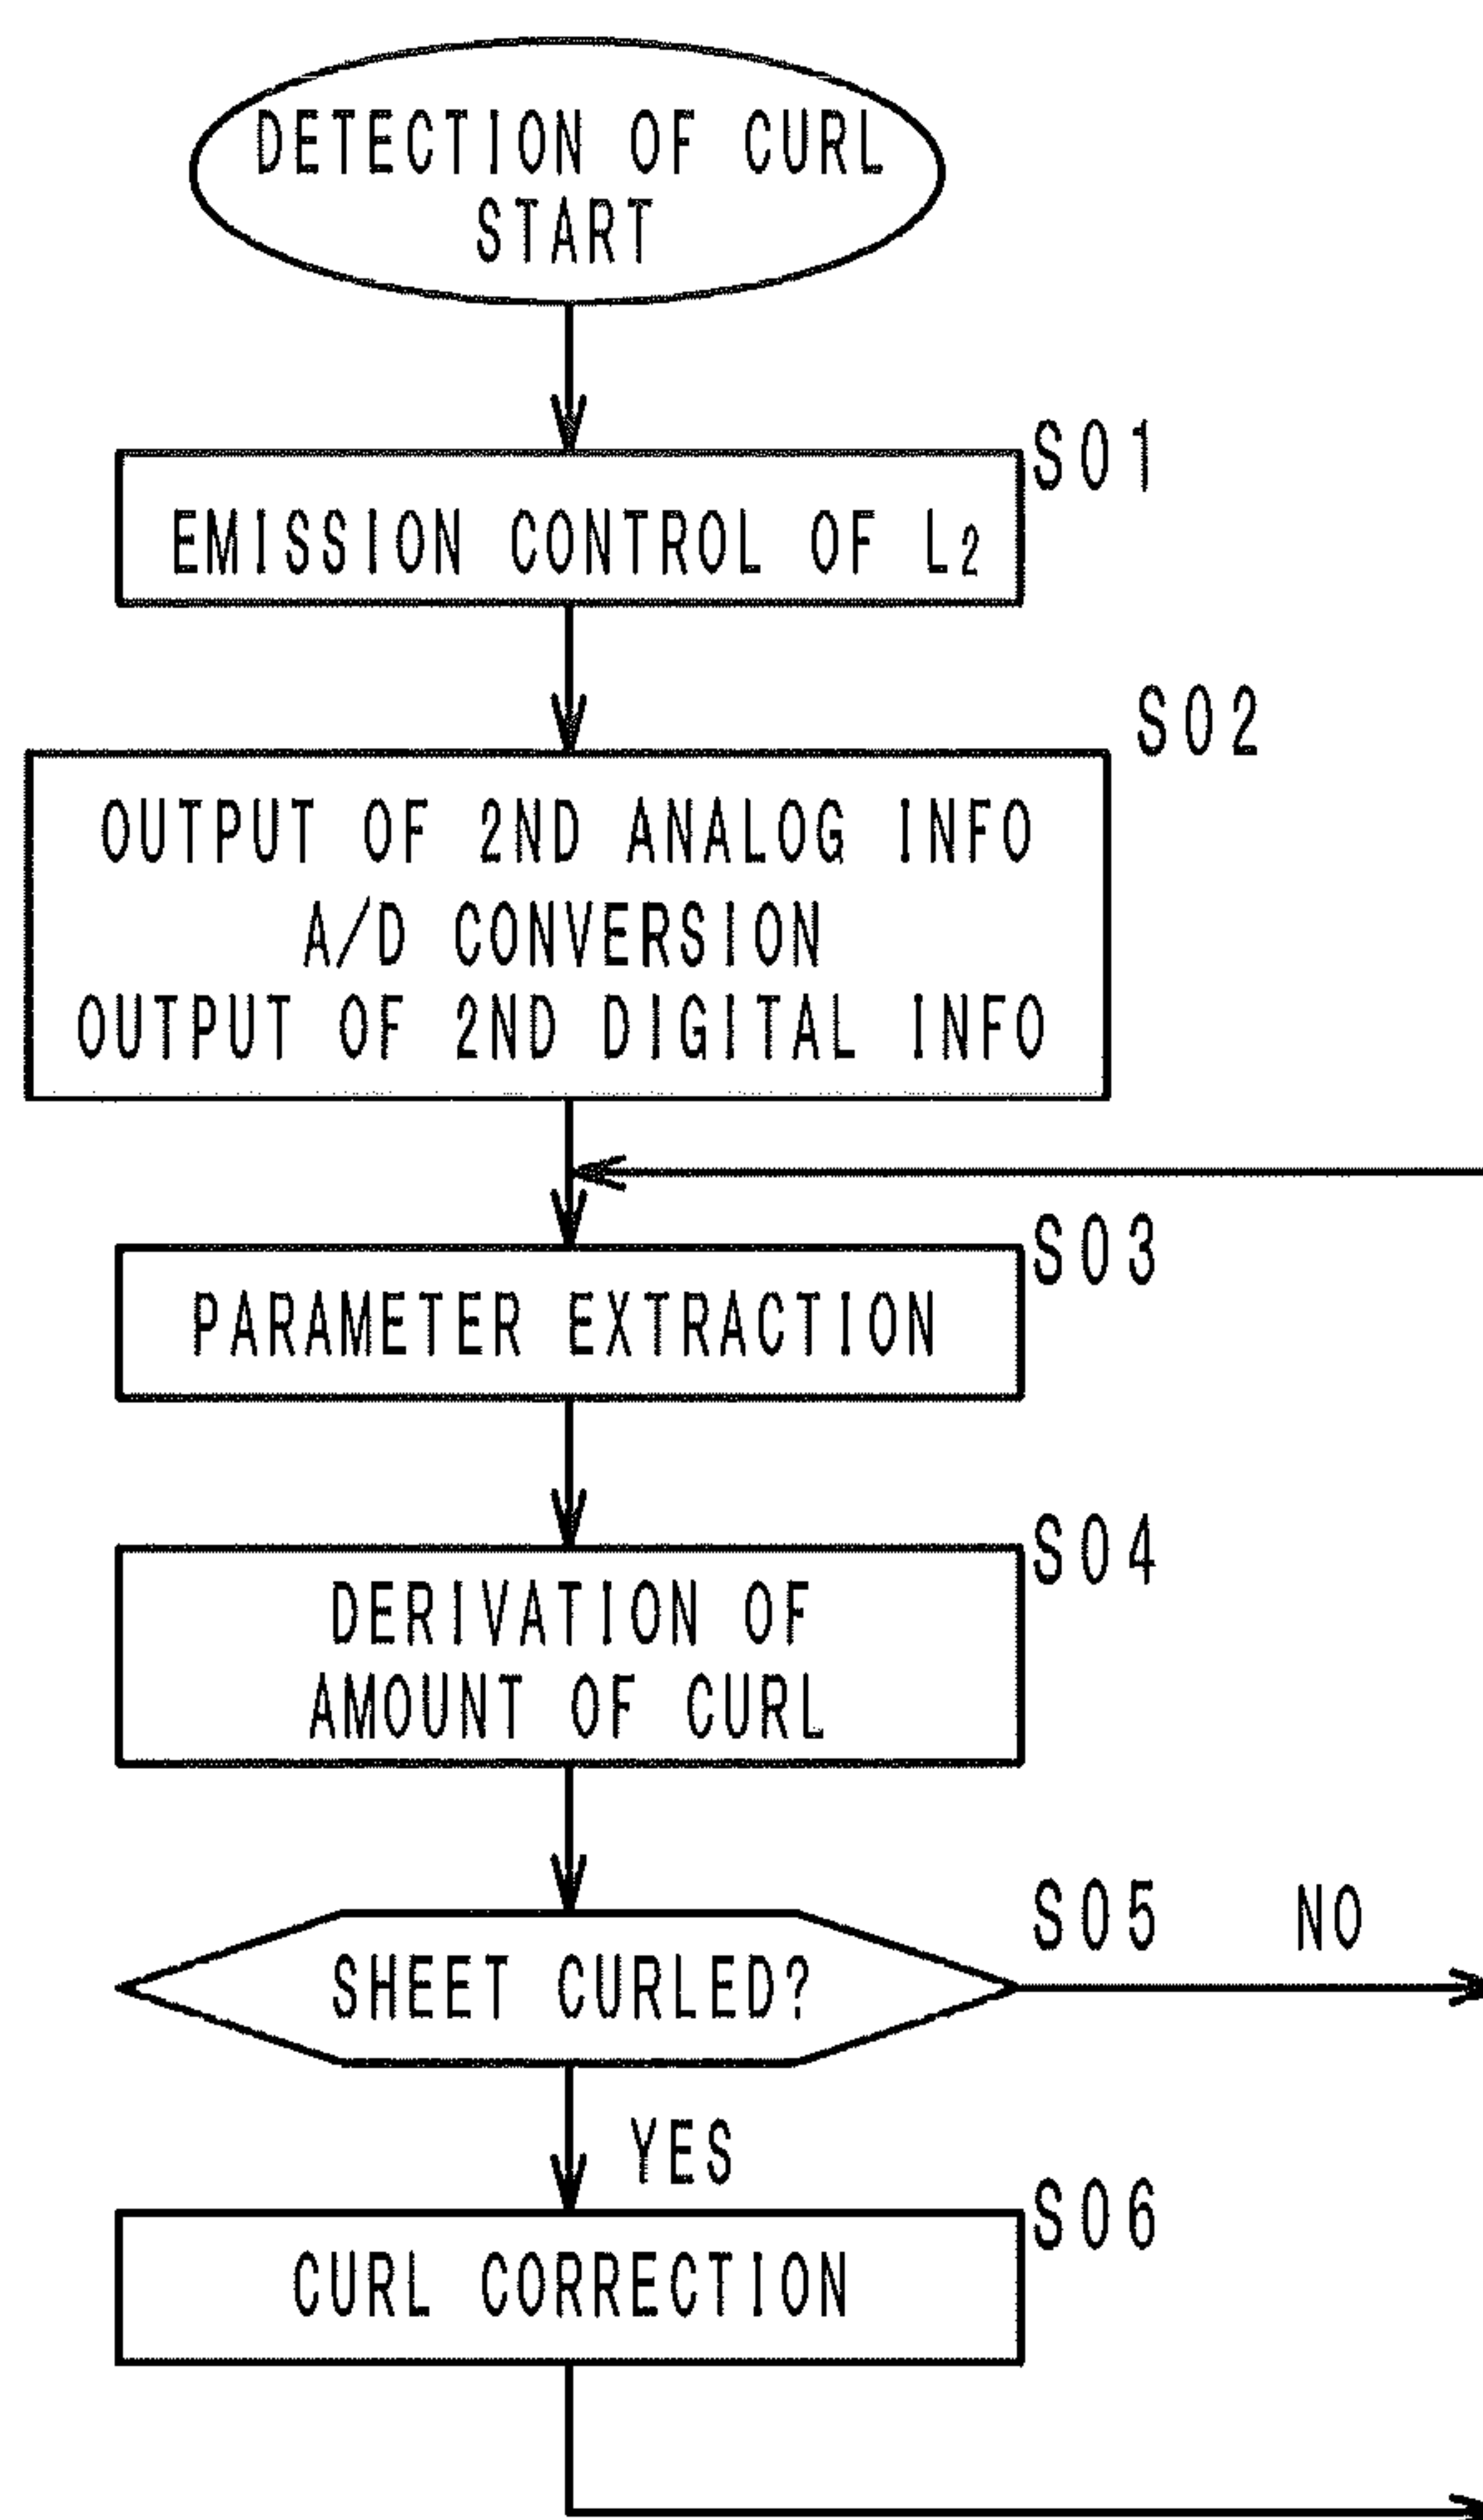 DETECTION OF CURL
START
S01
EMISSION CONTROL OF L2
S02
OUTPUT OF 2ND ANALOG INFO
A/D CONVERSION
OUTPUT OF 2ND DIGITAL INFO
S03
PARAMETER EXTRACTION
S04
DERIVATION OF
AMOUNT OF CURL
S05 NO
SHEET CURLED?
YES
S06
CURL CORRECTION